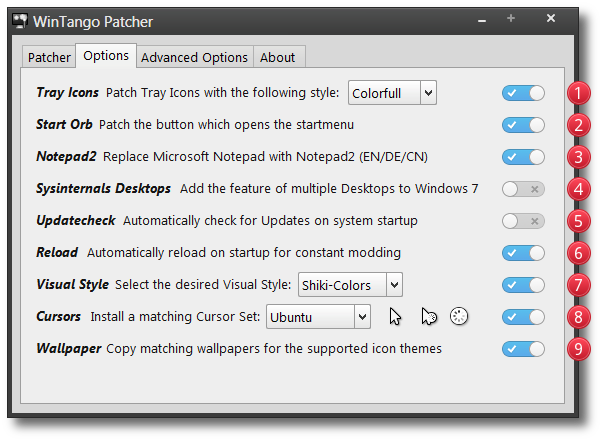 WinTango Patcher
Patcher Options Advanced Options About
Tray Icons Patch Tray Icons with the following style: Colorfull 1
Start Orb Patch the button which opens the startmenu 2
Notepad2 Replace Microsoft Notepad with Notepad2 (EN/DE/CN) 3
Sysinternals Desktops Add the feature of multiple Desktops to Windows 7 4
Updatecheck Automatically check for Updates on system startup 5
Reload Automatically reload on startup for constant modding 6
Visual Style Select the desired Visual Style: Shiki-Colors 7
Cursors Install a matching Cursor Set: Ubuntu 8
Wallpaper Copy matching wallpapers for the supported icon themes 9